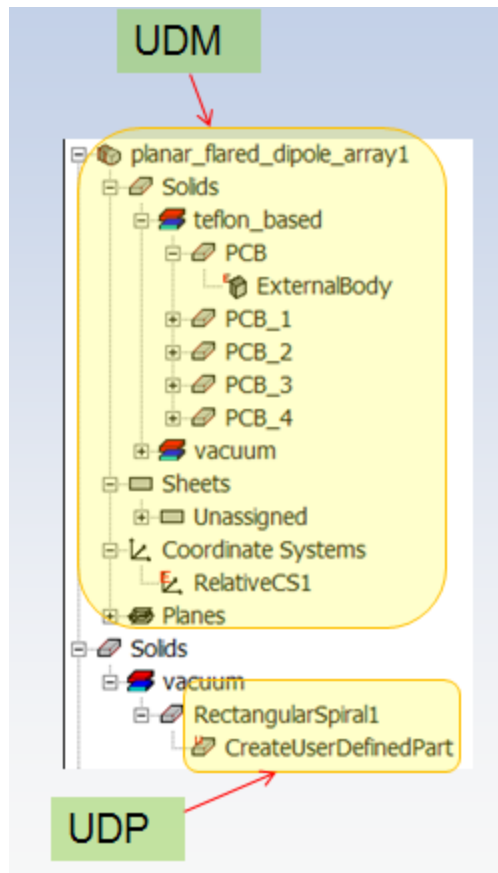 UDM
planar_flared_dipole_array1
Solids
teflon_based
PCB
ExternalBody
PCB_1
PCB_2
PCB_3
PCB_4
vacuum
Sheets
Unassigned
Coordinate Systems
RelativeCS1
Planes
Solids
vacuum
RectangularSpiral1
CreateUserDefinedPart
UDP